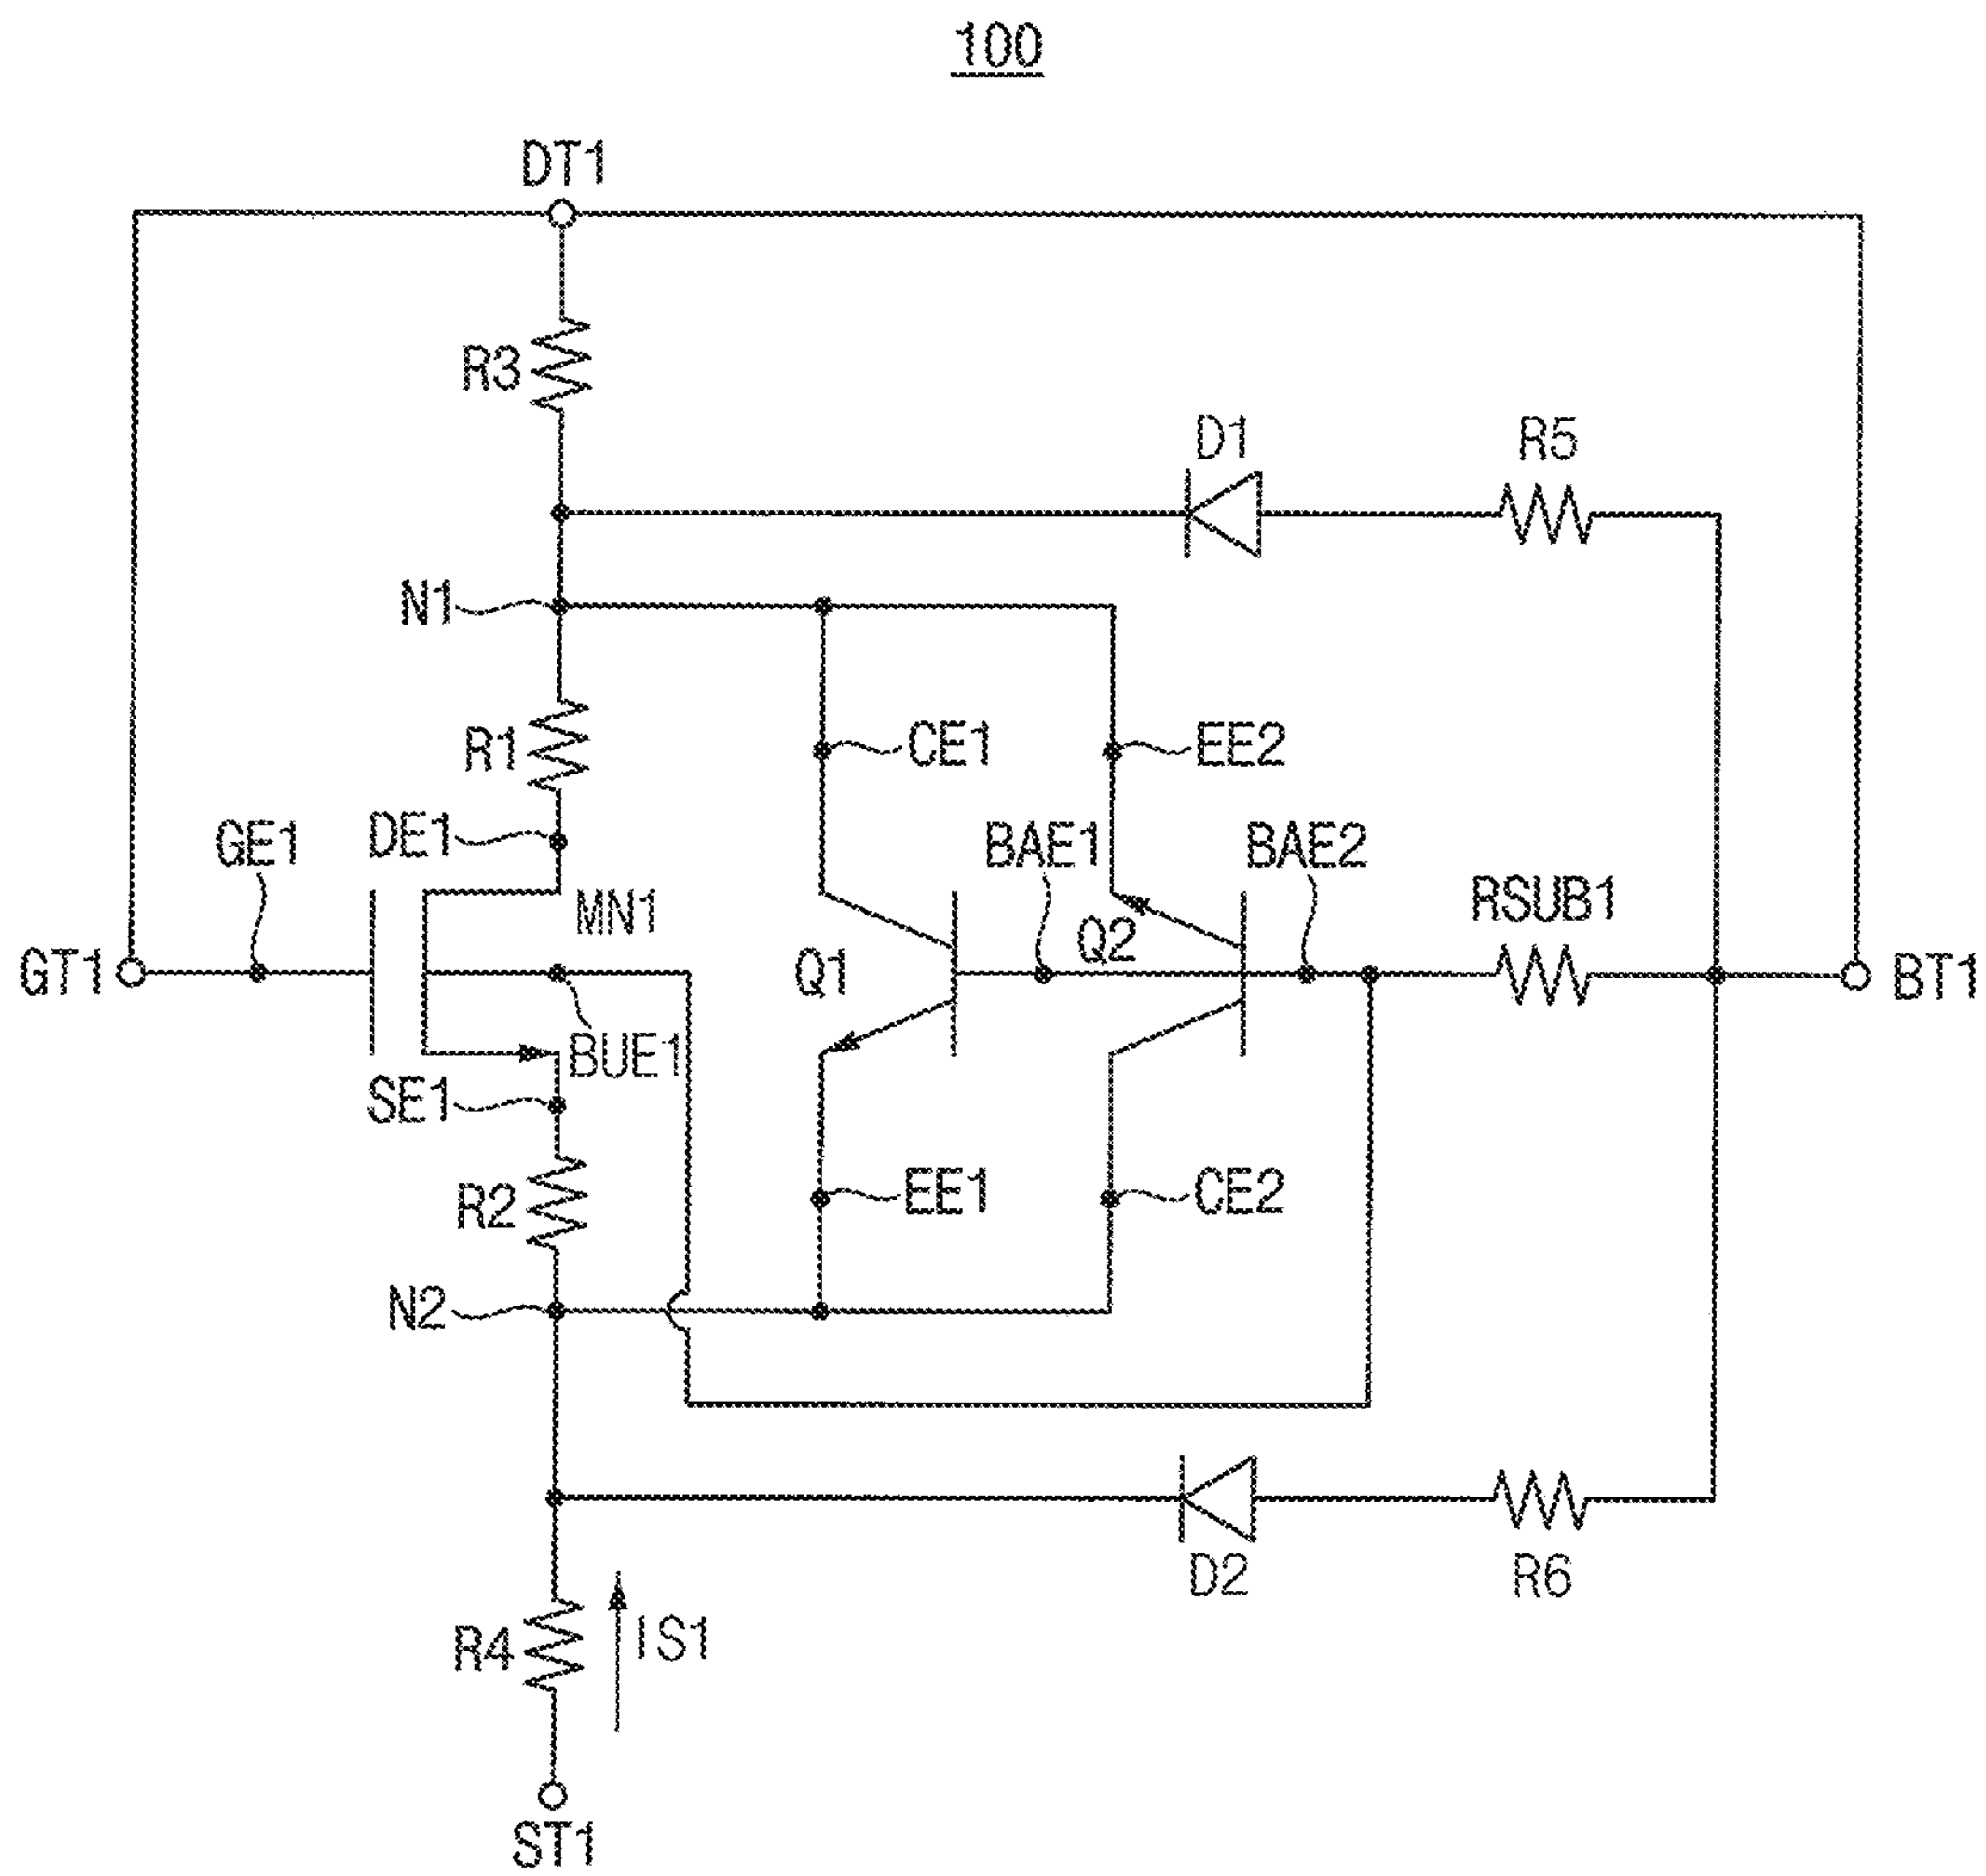 100
DT1
R3
D1
R5
N1
R1
CE1
EE2
GE1
DE1
BAE1
BAE2
MN1
RSUB1
GT1
Q1
Q2
BT1
BUE1
SE1
R2
EE1
CE2
N2
D2
R6
R4
IS1
ST1